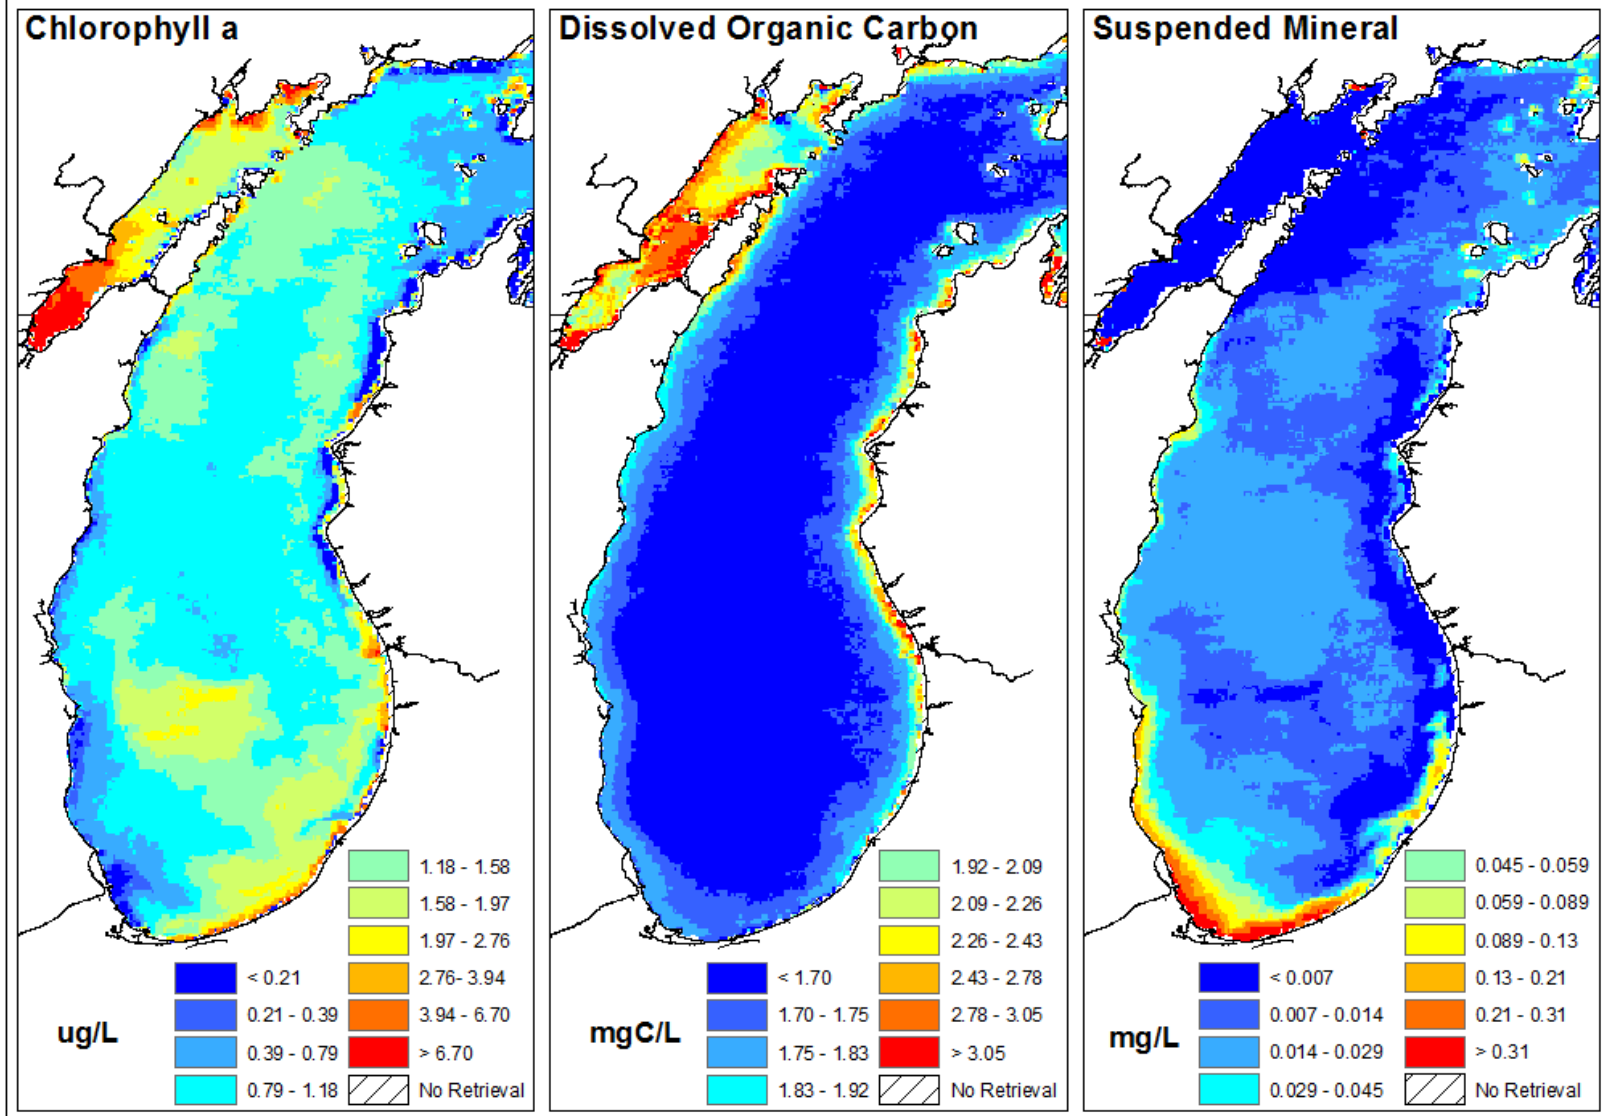 Chlorophyll a
1.18 - 1.58
1.58 - 1.97
1.97 - 2.76
< 0.21
2.76- 3.94
0.21 - 0.39
3.94 - 6.70
ug/L
0.39 - 0.79
> 6.70
0.79 - 1.18
No Retrieval
Dissolved Organic Carbon
1.92 - 2.09
2.09 - 2.26
2.26 - 2.43
< 1.70
2.43 - 2.78
1.70 - 1.75
2.78 - 3.05
mgC/L
1.75 - 1.83
> 3.05
1.83 - 1.92
No Retrieval
Suspended Mineral
0.045 - 0.059
0.059 - 0.089
0.089 - 0.13
< 0.007
0.13 - 0.21
0.007 - 0.014
0.21 - 0.31
mg/L
0.014 - 0.029
> 0.31
0.029 - 0.045
No Retrieval